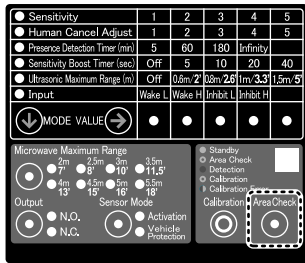 Sensitivity 1 2 3 4 5
Human Cancel Adjust 1 2 3 4 5
Presence Detection Timer (min) 5 60 180 Infinity
Sensitivity Boost Timer (sec) Off 5 10 20 40
Ultrasonic Maximum Range (m) Off 0.6m/2' 0.8m/2.6' 1m/3.3' 1,5m/5'
Input Wake L Wake H Inhibit L Inhibit H
MODE VALUE
Microwave Maximum Range
2m 2,5m 3m 3,5m
7' 8' 10' 11.5'
4m 4.5m 5m 5.5m
13' 15' 16' 18'
Output
N.O.
N.C.
Sensor Mode
Activation
Vehicle Protection
Standby
Area Check
Detection
Calibration
Calibration
Area Check